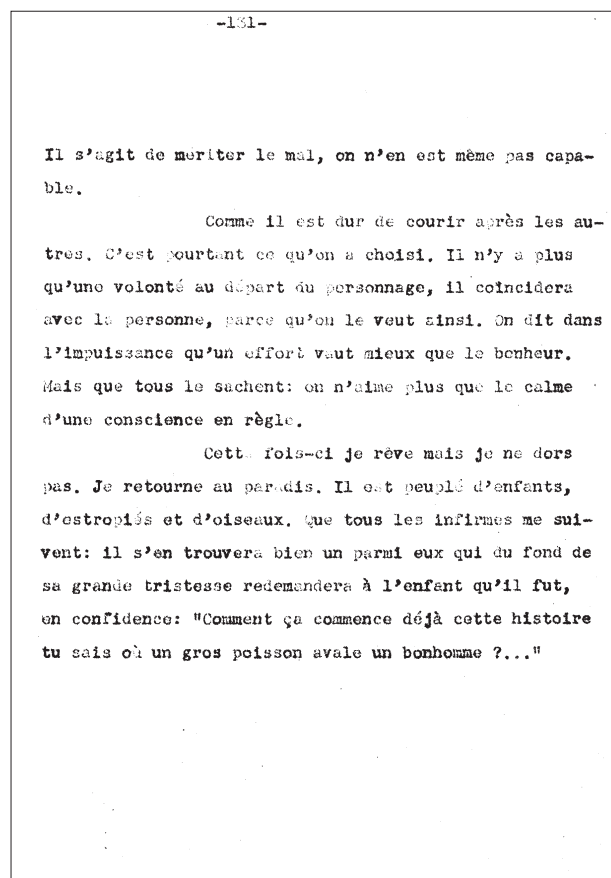 -131-
Il s'agit de meriter le mal, on n'en est même pas capa-
ble.
Comme il est dur de courir après les au-
tres. C'est pourtant ce qu'on a choisi. Il n'y a plus
qu'une volonté au départ du personnage, il coincidera
avec la personne, parce qu'on le veut ainsi. On dit dans
l'impuissance qu'un effort vaut mieux que le bonheur.
Mais que tous le sachent: on n'aime plus que le calme
d'une conscience en règle.
Cette fois-ci je rêve mais je ne dors
pas. Je retourne au paradis. Il est peuplé d'enfants,
d'estropiés et d'oiseaux. Que tous les infirmes me sui-
vent: il s'en trouvera bien un parmi eux qui du fond de
sa grande tristesse redemandera à l'enfant qu'il fut,
en confidence: "Comment ça commence déjà cette histoire
tu sais où un gros poisson avale un bonhomme ?..."